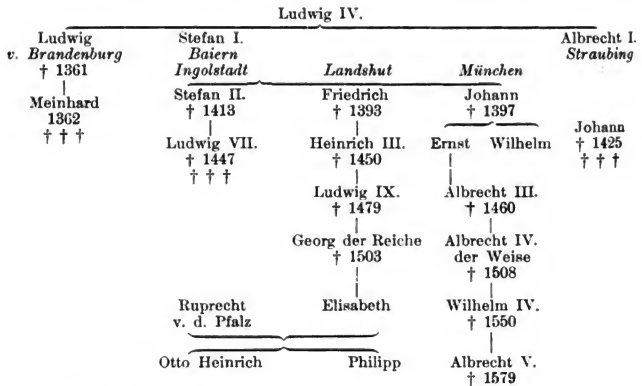 Ludwig IV.
Ludwig Stefan I. Albrecht I.
v. Brandenburg Baiern Straubing
† 1361 Ingolstadt Landshut München
Meinhard Stefan II. Friedrich Johann
1362 † 1413 † 1393 † 1397
† † † Johann
Ludwig VII. Heinrich III. Ernst Wilhelm † 1425
† 1447 † 1450 † † †
† † †
Ludwig IX. Albrecht III.
† 1479 † 1460
Georg der Reiche Albrecht IV.
† 1503 der Weise
† 1508
Ruprecht Elisabeth Wilhelm IV.
v. d. Pfalz † 1550
Otto Heinrich Philipp Albrecht V.
† 1579